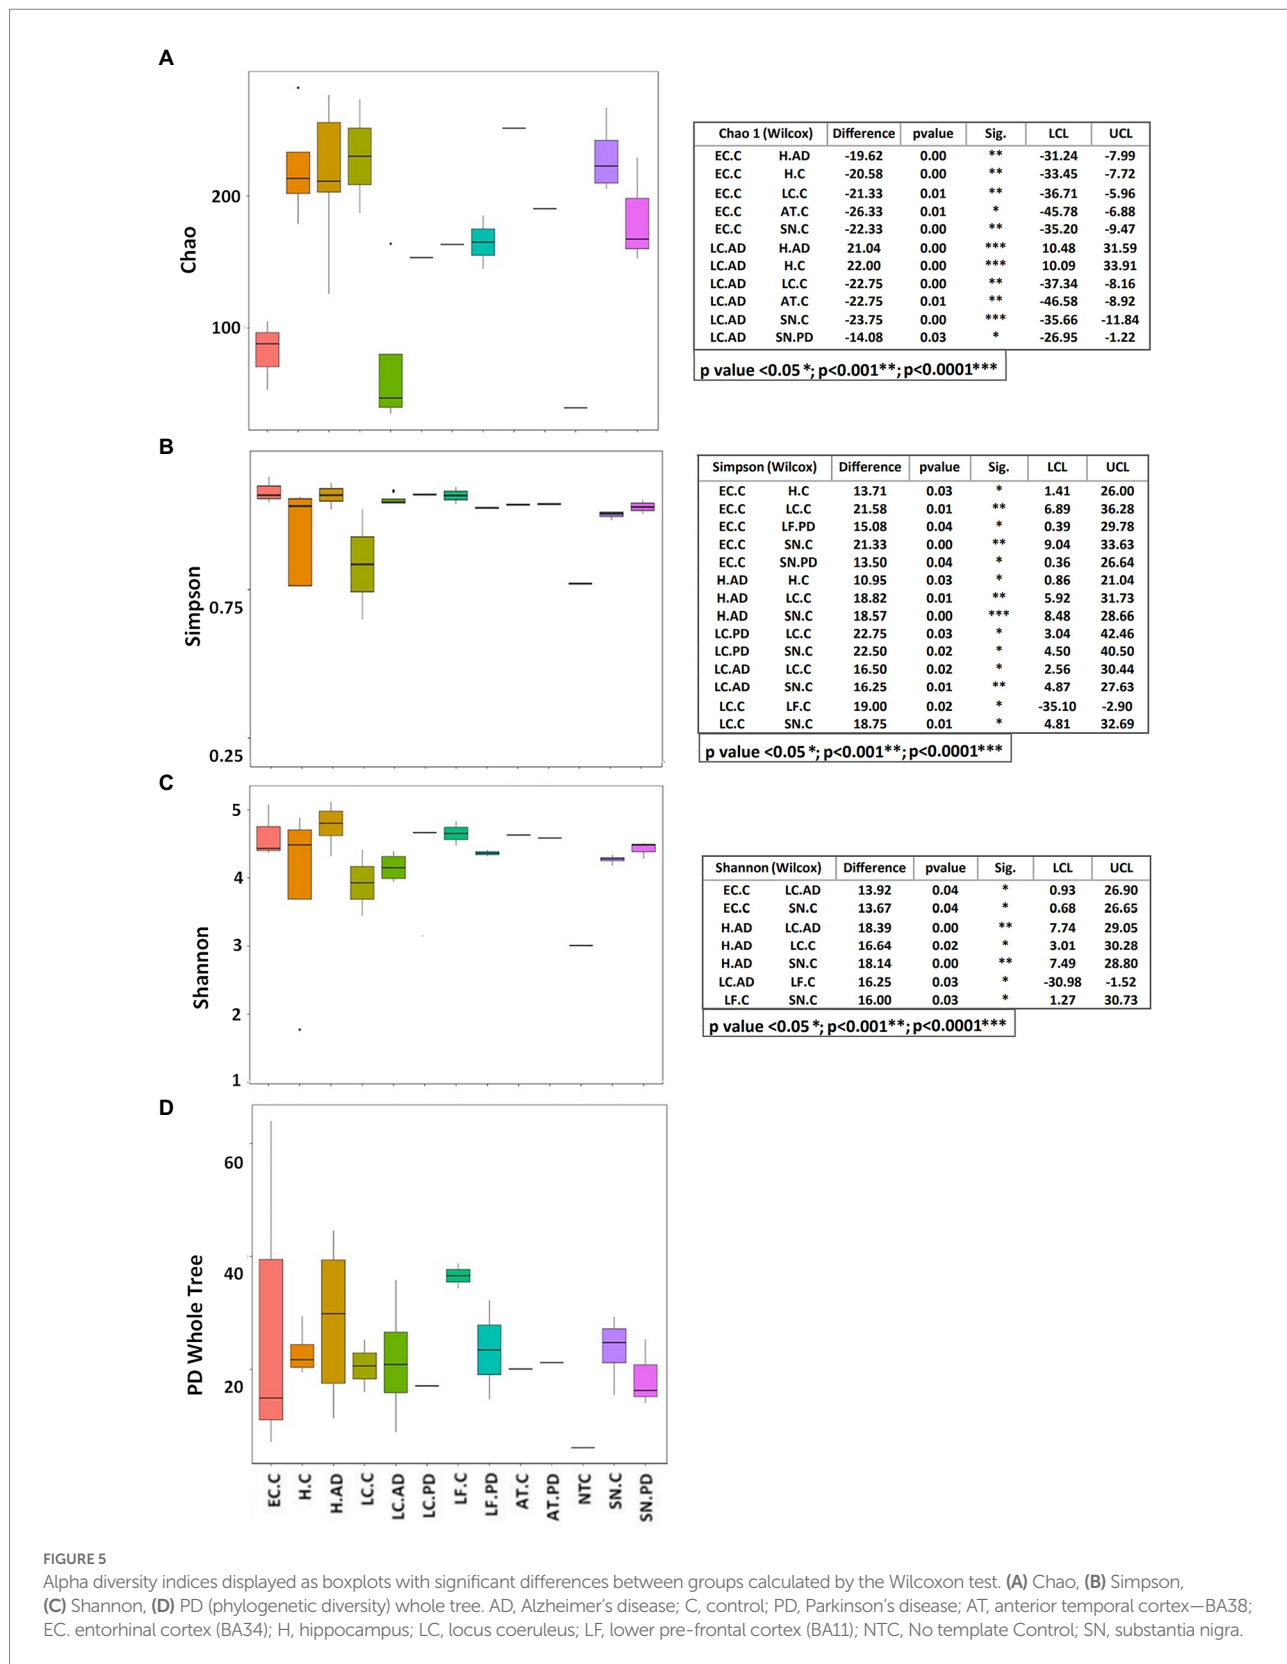 A
Chao
200
100
Chao 1 (Wilcox) Difference pvalue Sig. LCL UCL
EC.C H.AD -19.62 0.00 ** -31.24 -7.99
EC.C H.C -20.58 0.00 ** -33.45 -7.72
EC.C LC.C -21.33 0.01 ** -36.71 -5.96
EC.C AT.C -26.33 0.01 * -45.78 -6.88
EC.C SN.C -22.33 0.00 ** -35.20 -9.47
LC.AD H.AD 21.04 0.00 *** 10.48 31.59
LC.AD H.C 22.00 0.00 *** 10.09 33.91
LC.AD LC.C -22.75 0.00 ** -37.34 -8.16
LC.AD AT.C -22.75 0.01 ** -46.58 -8.92
LC.AD SN.C -23.75 0.00 *** -35.66 -11.84
LC.AD SN.PD -14.08 0.03 * -26.95 -1.22
p value <0.05 *; p<0.001**; p<0.0001***
B
Simpson
0.75
0.25
Simpson (Wilcox) Difference pvalue Sig. LCL UCL
EC.C H.C 13.71 0.03 * 1.41 26.00
EC.C LC.C 21.58 0.01 ** 6.89 36.28
EC.C LF.PD 15.08 0.04 * 0.39 29.78
EC.C SN.C 21.33 0.00 ** 9.04 33.63
EC.C SN.PD 13.50 0.04 * 0.36 26.64
H.AD H.C 10.95 0.03 * 0.86 21.04
H.AD LC.C 18.82 0.01 ** 5.92 31.73
H.AD SN.C 18.57 0.00 *** 8.48 28.66
LC.PD LC.C 22.75 0.03 * 3.04 42.46
LC.PD SN.C 22.50 0.02 * 4.50 40.50
LC.AD LC.C 16.50 0.02 * 2.56 30.44
LC.AD SN.C 16.25 0.01 ** 4.87 27.63
LC.C LF.C 19.00 0.02 * -35.10 -2.90
LC.C SN.C 18.75 0.01 * 4.81 32.69
p value <0.05 *; p<0.001**; p<0.0001***
C
Shannon
5
4
3
2
1
Shannon (Wilcox) Difference pvalue Sig. LCL UCL
EC.C LC.AD 13.92 0.04 * 0.93 26.90
EC.C SN.C 13.67 0.04 * 0.68 26.65
H.AD LC.AD 18.39 0.00 ** 7.74 29.05
H.AD LC.C 16.64 0.02 * 3.01 30.28
H.AD SN.C 18.14 0.00 ** 7.49 28.80
LC.AD LF.C 16.25 0.03 * -30.98 -1.52
LF.C SN.C 16.00 0.03 * 1.27 30.73
p value <0.05 *; p<0.001**; p<0.0001***
D
PD Whole Tree
60
40
20
EC.C H.C H.AD LC.C LC.AD LC.PD LF.C LF.PD AT.C AT.PD NTC SN.C SN.PD
FIGURE 5
Alpha diversity indices displayed as boxplots with significant differences between groups calculated by the Wilcoxon test. (A) Chao, (B) Simpson,
(C) Shannon, (D) PD (phylogenetic diversity) whole tree. AD, Alzheimer's disease; C, control; PD, Parkinson's disease; AT, anterior temporal cortex—BA38;
EC. entorhinal cortex (BA34); H, hippocampus; LC, locus coeruleus; LF, lower pre-frontal cortex (BA11); NTC, No template Control; SN, substantia nigra.